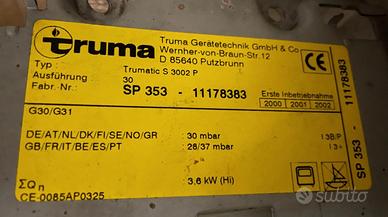 truma
Truma Gerätetechnik GmbH & Co
Wernher-von-Braun-Str.12
D 85640 Putzbrunn
Typ Trumatic S 3002 P
Ausführung 30
Fabr.-Nr. SP 353 - 11178383
Erste Inbetriebnahme
2000 2001 2002
G30/G31
DE/AT/NL/DK/FI/SE/NO/GR 30 mbar I 3B/P
GB/FR/IT/BE/ES/PT 28/37 mbar I 3+
ΣQn 3,6 kW (Hi)
CE-0085AP0325
CE
SP 353 - 11178383
subito